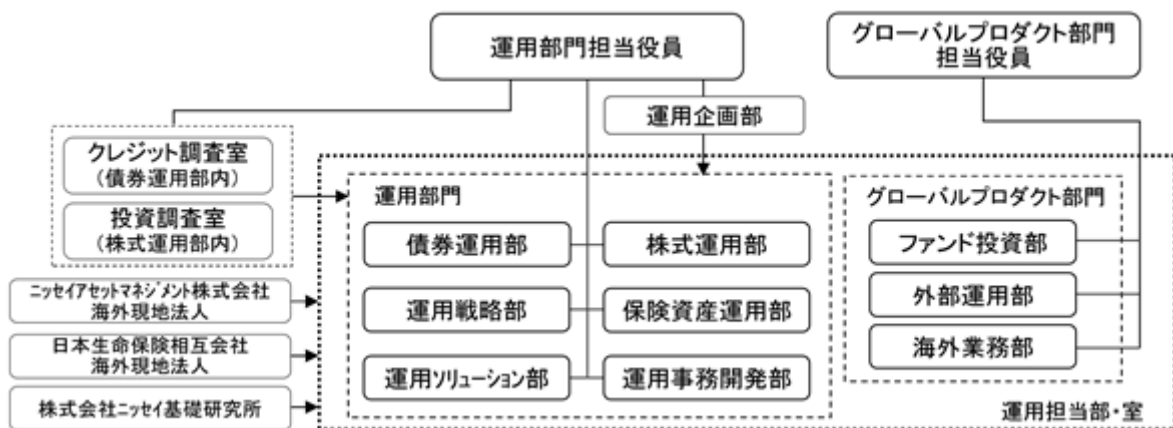 運用部門担当役員
グローバルプロダクト部門
担当役員
運用企画部
クレジット調査室
（債券運用部内）
投資調査室
（株式運用部内）
運用部門
債券運用部
株式運用部
運用戦略部
保険資産運用部
運用ソリューション部
運用事務開発部
グローバルプロダクト部門
ファンド投資部
外部運用部
海外業務部
ニッセイアセットマネジメント株式会社
海外現地法人
日本生命保険相互会社
海外現地法人
株式会社ニッセイ基礎研究所
運用担当部・室